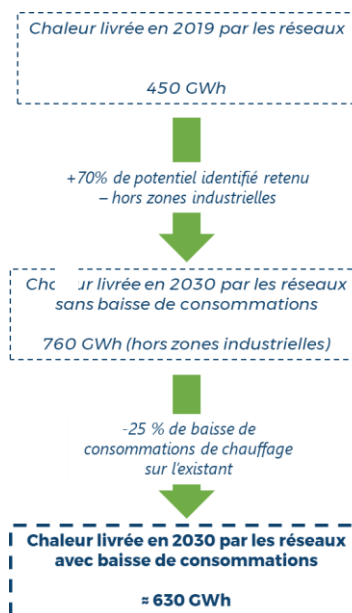 Chaleur livrée en 2019 par les réseaux
450 GWh
+70% de potentiel identifié retenu
– hors zones industrielles
livrée en 2030 par les réseaux
sans baisse de consommations
760 GWh (hors zones industrielles)
-25 % de baisse de
consommations de chauffage
sur l'existant
Chaleur livrée en 2030 par les réseaux
avec baisse de consommations
≈ 630 GWh